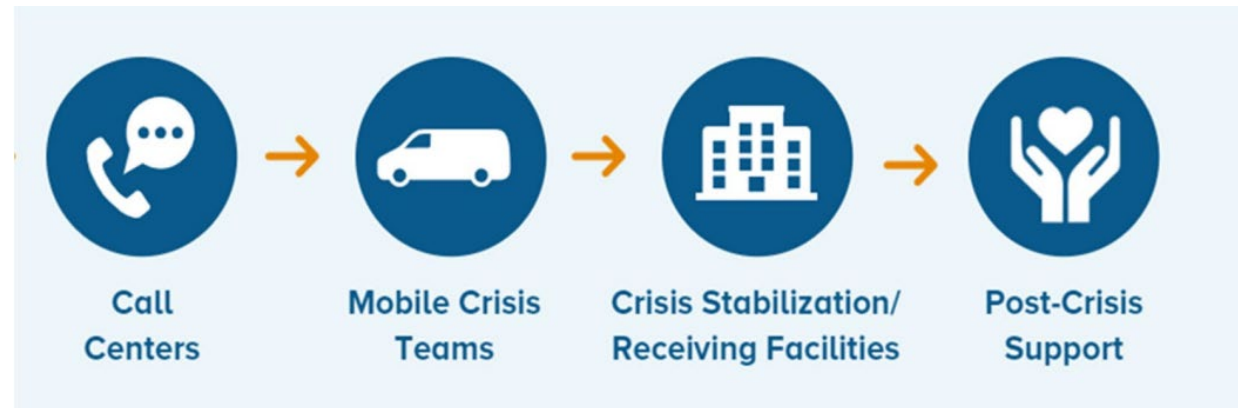 Call
Centers
Mobile Crisis
Teams
Crisis Stabilization/
Receiving Facilities
Post-Crisis
Support